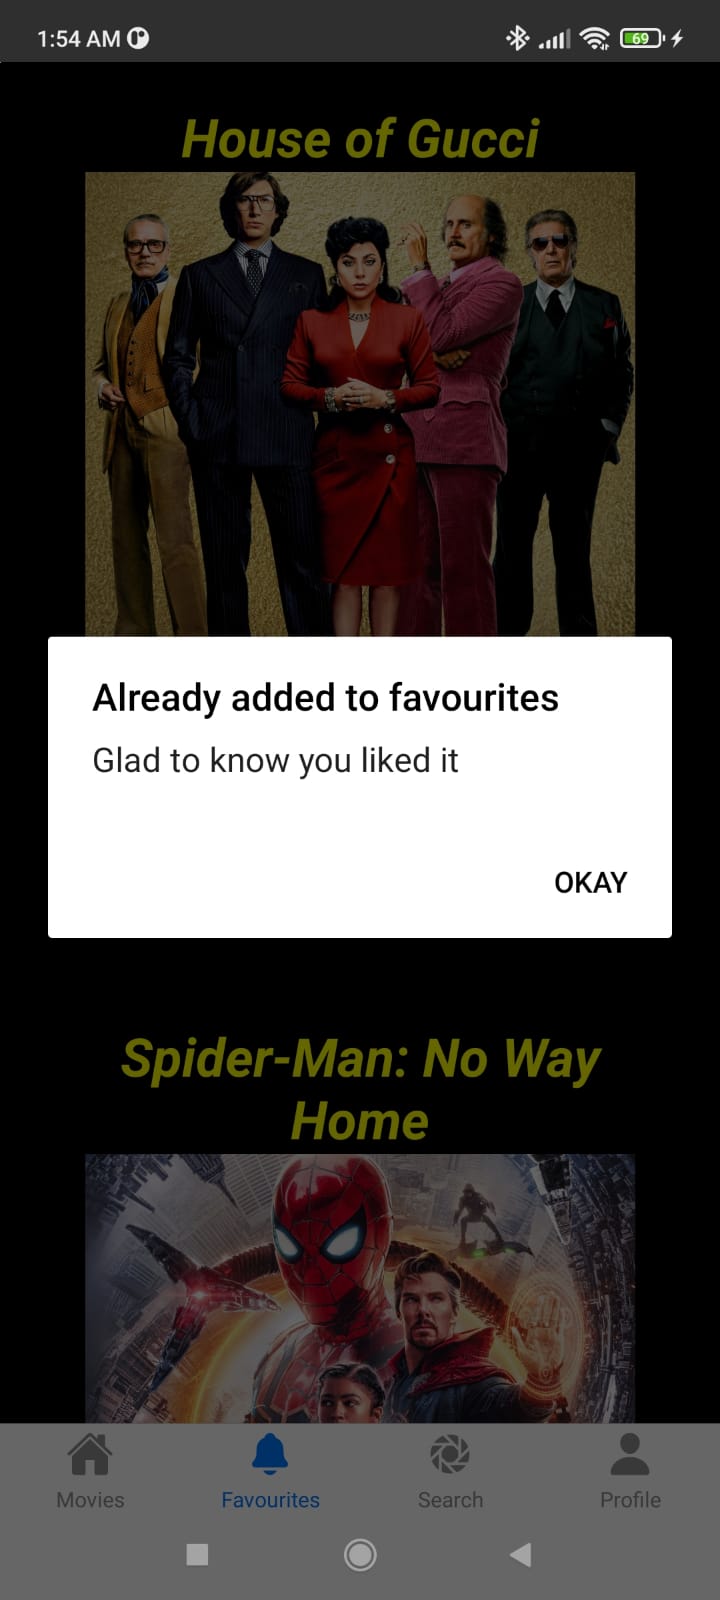 1:54 AM
69
House of Gucci
Already added to favourites
Glad to know you liked it
OKAY
Spider-Man: No Way
Home
Movies
Favourites
Search
Profile